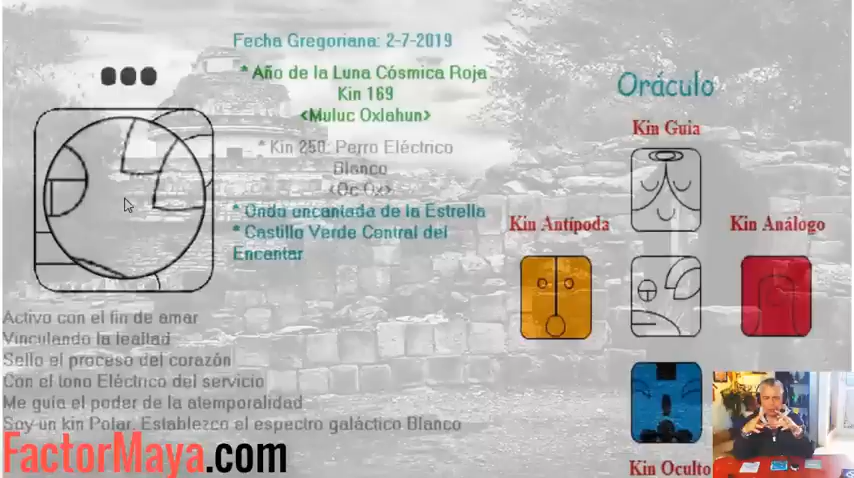 Fecha Gregoriana: 2-7-2019
* Año de la Luna Cósmica Roja
Kin 169
<Muluc Oxlahun>
* Kin 250: Perro Eléctrico
Blanco
<Oc Ox>
* Onda encantada de la Estrella
* Castillo Verde Central del
Encantar
Activo con el fin de amar
Vinculando la lealtad
Sello el proceso del corazón
Con el tono Eléctrico del servicio
Me guia el poder de la atemporalidad
Soy un kin Polar. Establezco el espectro galáctico Blanco
FactorMaya.com
Oráculo
Kin Guia
Kin Antípoda
Kin Análogo
Kin Oculto